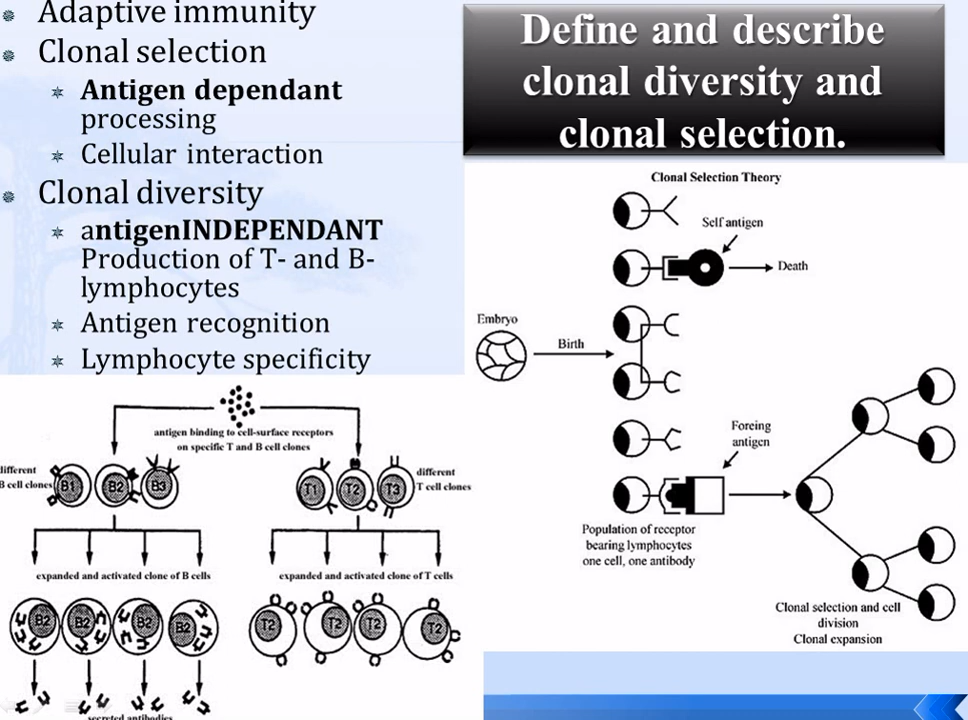 Adaptive immunity
Clonal selection
Antigen dependant
processing
Cellular interaction
Clonal diversity
antigenINDEPENDANT
Production of T- and B-
lymphocytes
Antigen recognition
Lymphocyte specificity
Define and describe
clonal diversity and
clonal selection.
Clonal Selection Theory
Self antigen
Death
Embryo
Birth
Foreing
antigen
Population of receptor
bearing lymphocytes
one cell, one antibody
Clonal selection and cell
division
Clonal expansion
antigen binding to cell-surface receptors
on specific T and B cell clones
different
B cell clones
B1 B2 B3
T1 T2 T3
different
T cell clones
expanded and activated clone of B cells
expanded and activated clone of T cells
B2 B2 B2 B2
T2 T2 T2 T2
secreted antibodies